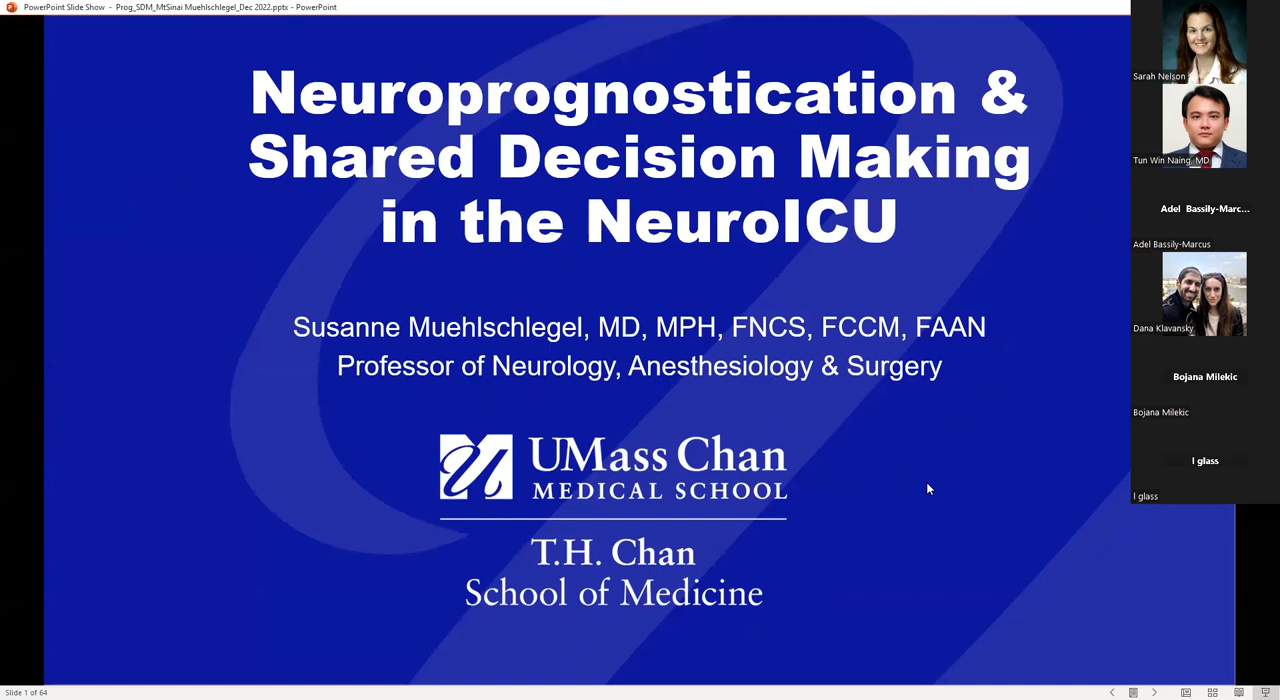 PowerPoint Slide Show - Prog_SDM_MtSinai Muehlschlegel_Dec 2022.pptx - PowerPoint
Neuroprognostication &
Shared Decision Making
in the NeuroICU
Susanne Muehlschlegel, MD, MPH, FNCS, FCCM, FAAN
Professor of Neurology, Anesthesiology & Surgery
UMass Chan
MEDICAL SCHOOL
T.H. Chan
School of Medicine
Sarah Nelson
Tun Win Naing, MD
Adel Bassily-Marc...
Adel Bassily-Marcus
Dana Klavansky
Bojana Milekic
Bojana Milekic
I glass
I glass
Slide 1 of 64